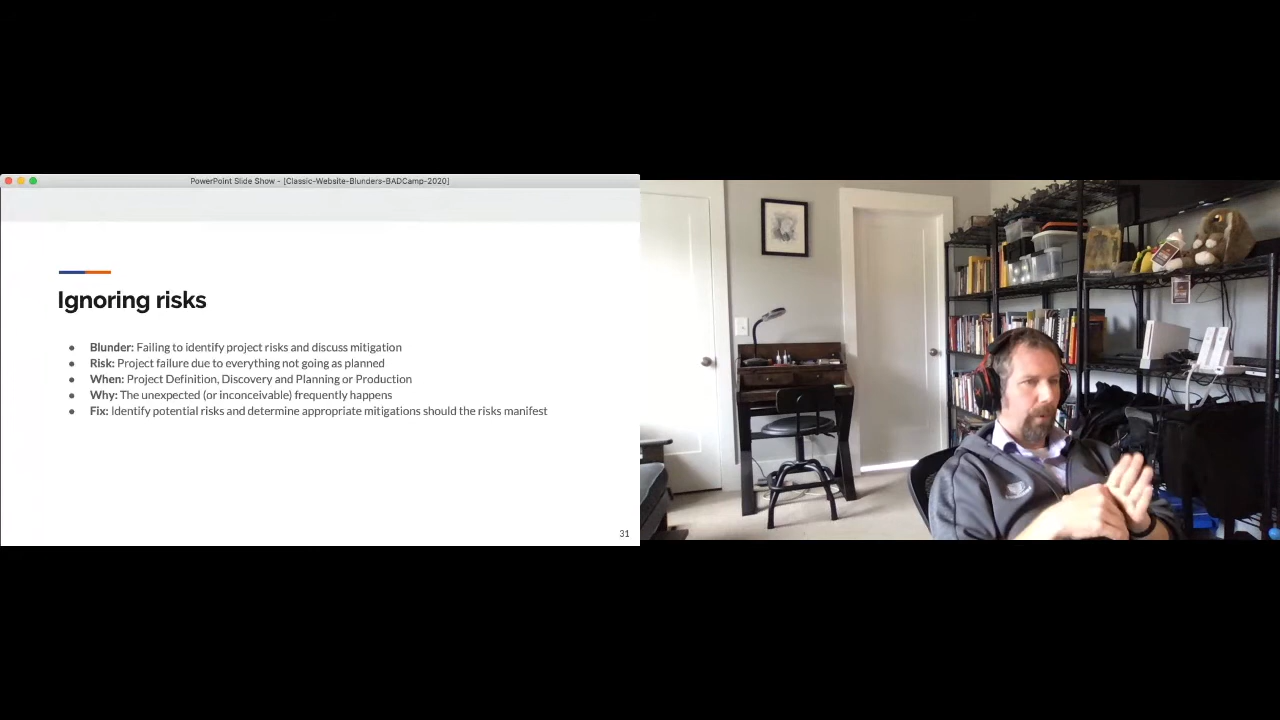 PowerPoint Slide Show - [Classic-Website-Blunders-BADCamp-2020]
Ignoring risks
● Blunder: Failing to identify project risks and discuss mitigation
● Risk: Project failure due to everything not going as planned
● When: Project Definition, Discovery and Planning or Production
● Why: The unexpected (or inconceivable) frequently happens
● Fix: Identify potential risks and determine appropriate mitigations should the risks manifest
31